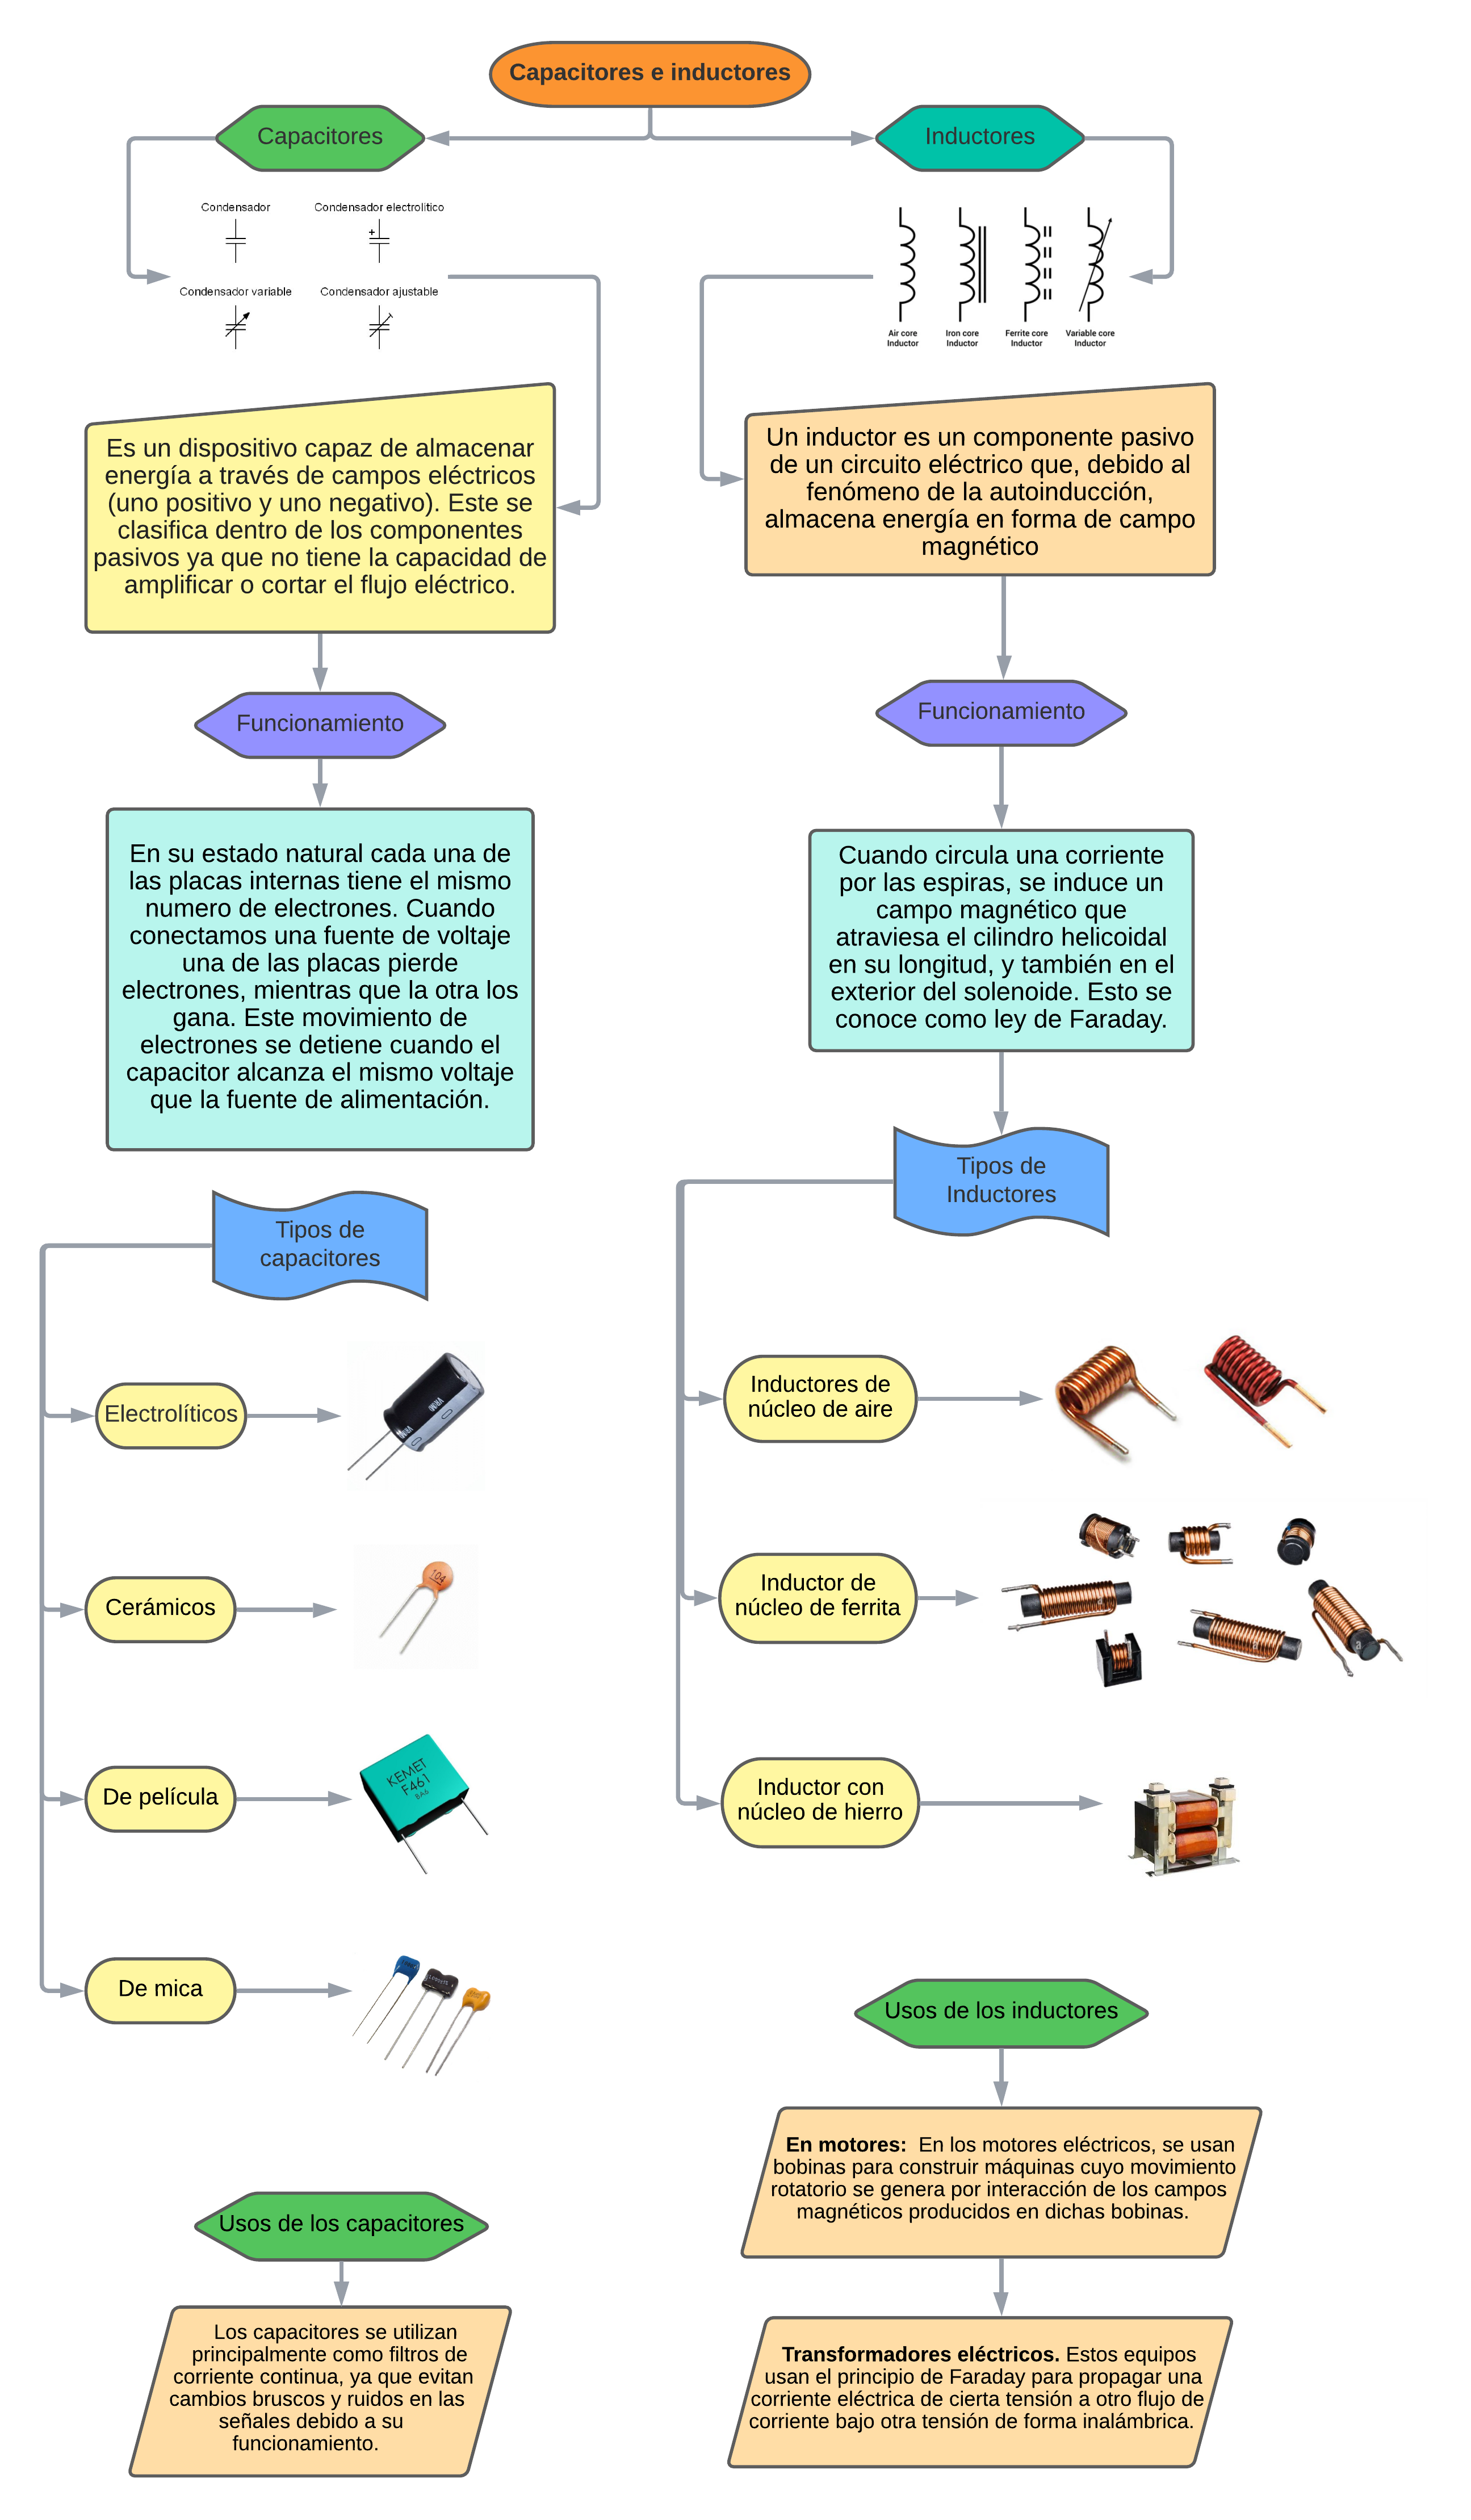 Capacitores e inductores
Capacitores
Condensador
Condensador electrolitico
+
Condensador variable
Condensador ajustable
Es un dispositivo capaz de almacenar
energía a través de campos eléctricos
(uno positivo y uno negativo). Este se
clasifica dentro de los componentes
pasivos ya que no tiene la capacidad de
amplificar o cortar el flujo eléctrico.
Funcionamiento
En su estado natural cada una de
las placas internas tiene el mismo
numero de electrones. Cuando
conectamos una fuente de voltaje
una de las placas pierde
electrones, mientras que la otra los
gana. Este movimiento de
electrones se detiene cuando el
capacitor alcanza el mismo voltaje
que la fuente de alimentación.
Tipos de
capacitores
Electrolíticos
Cerámicos
104
De película
KEMET
F461
De mica
Usos de los capacitores
Los capacitores se utilizan
principalmente como filtros de
corriente continua, ya que evitan
cambios bruscos y ruidos en las
señales debido a su
funcionamiento.
Inductores
Air core
Inductor
Iron core
Inductor
Ferrite core
Inductor
Variable core
Inductor
Un inductor es un componente pasivo
de un circuito eléctrico que, debido al
fenómeno de la autoinducción,
almacena energía en forma de campo
magnético
Funcionamiento
Cuando circula una corriente
por las espiras, se induce un
campo magnético que
atraviesa el cilindro helicoidal
en su longitud, y también en el
exterior del solenoide. Esto se
conoce como ley de Faraday.
Tipos de
Inductores
Inductores de
núcleo de aire
Inductor de
núcleo de ferrita
Inductor con
núcleo de hierro
Usos de los inductores
En motores: En los motores eléctricos, se usan
bobinas para construir máquinas cuyo movimiento
rotatorio se genera por interacción de los campos
magnéticos producidos en dichas bobinas.
Transformadores eléctricos. Estos equipos
usan el principio de Faraday para propagar una
corriente eléctrica de cierta tensión a otro flujo de
corriente bajo otra tensión de forma inalámbrica.